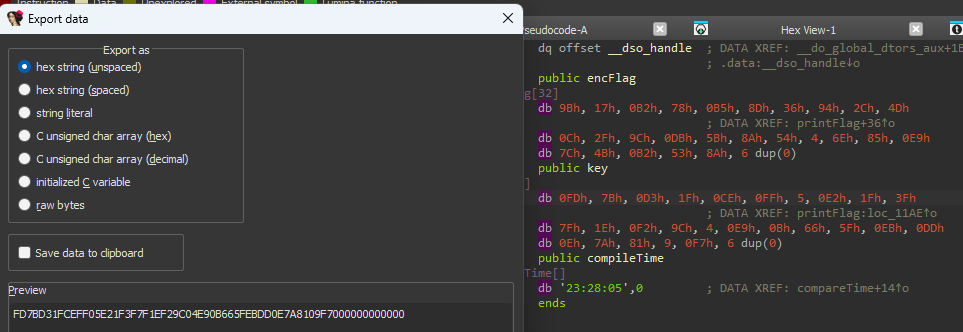 Instruction Data Unexplored External symbol Lumina function
Export data
Export as
hex string (unspaced)
hex string (spaced)
string literal
C unsigned char array (hex)
C unsigned char array (decimal)
initialized C variable
raw bytes
Save data to clipboard
Preview
FD7BD31FCEFF05E21F3F7F1EF29C04E90B665FEBDD0E7A8109F7000000000000
seudocode-A
Hex View-1
dq offset __dso_handle ; DATA XREF: __do_global_dtors_aux+1B
; .data:__dso_handle↓o
public encFlag
g[32]
db 9Bh, 17h, 0B2h, 78h, 0B5h, 8Dh, 36h, 94h, 2Ch, 4Dh
; DATA XREF: printFlag+36↑o
db 0Ch, 2Fh, 9Ch, 0DBh, 5Bh, 8Ah, 54h, 4, 6Eh, 85h, 0E9h
db 7Ch, 4Bh, 0B2h, 53h, 8Ah, 6 dup(0)
public key
]
db 0FDh, 7Bh, 0D3h, 1Fh, 0CEh, 0FFh, 5, 0E2h, 1Fh, 3Fh
; DATA XREF: printFlag:loc_11AE↑o
db 7Fh, 1Eh, 0F2h, 9Ch, 4, 0E9h, 0Bh, 66h, 5Fh, 0EBh, 0DDh
db 0Eh, 7Ah, 81h, 9, 0F7h, 6 dup(0)
public compileTime
Time[]
db '23:28:05',0 ; DATA XREF: compareTime+14↑o
ends